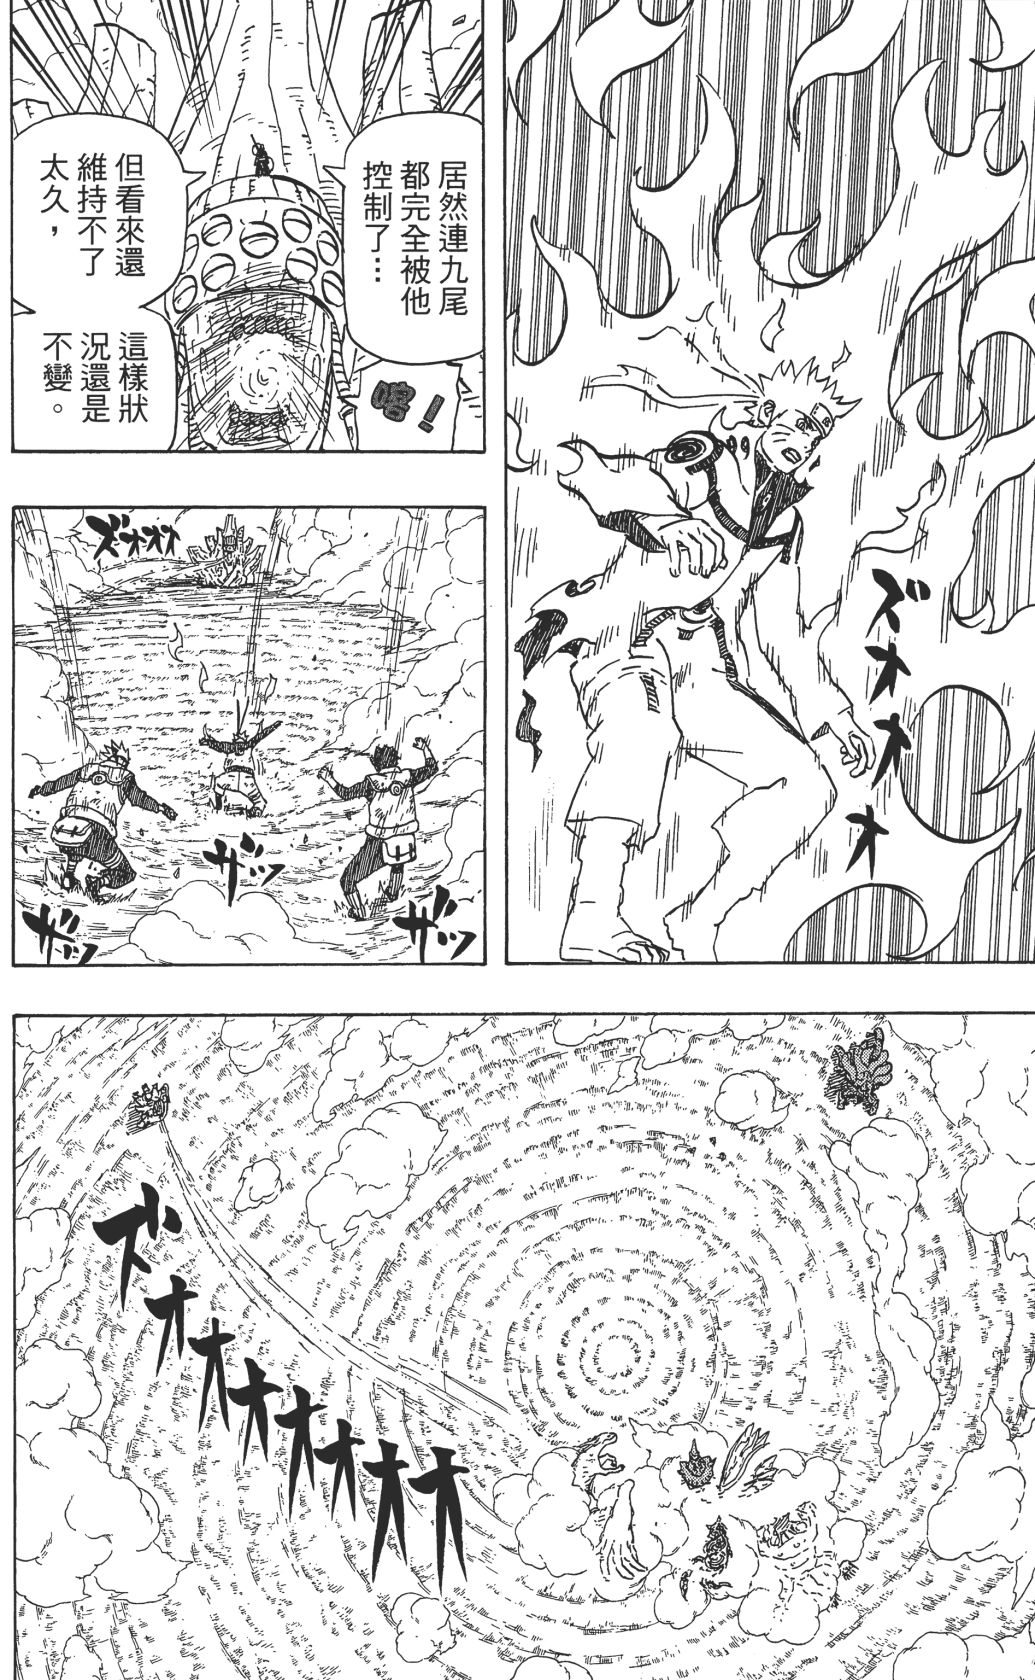 ズオオオ
居然連九尾
都完全被他
控制了…
喀！
但看來還
維持不了
太久，
這樣狀
況還是
不變。
ズオオオ
ザッ
ザッ
ザッ
ズオオオオオオオ